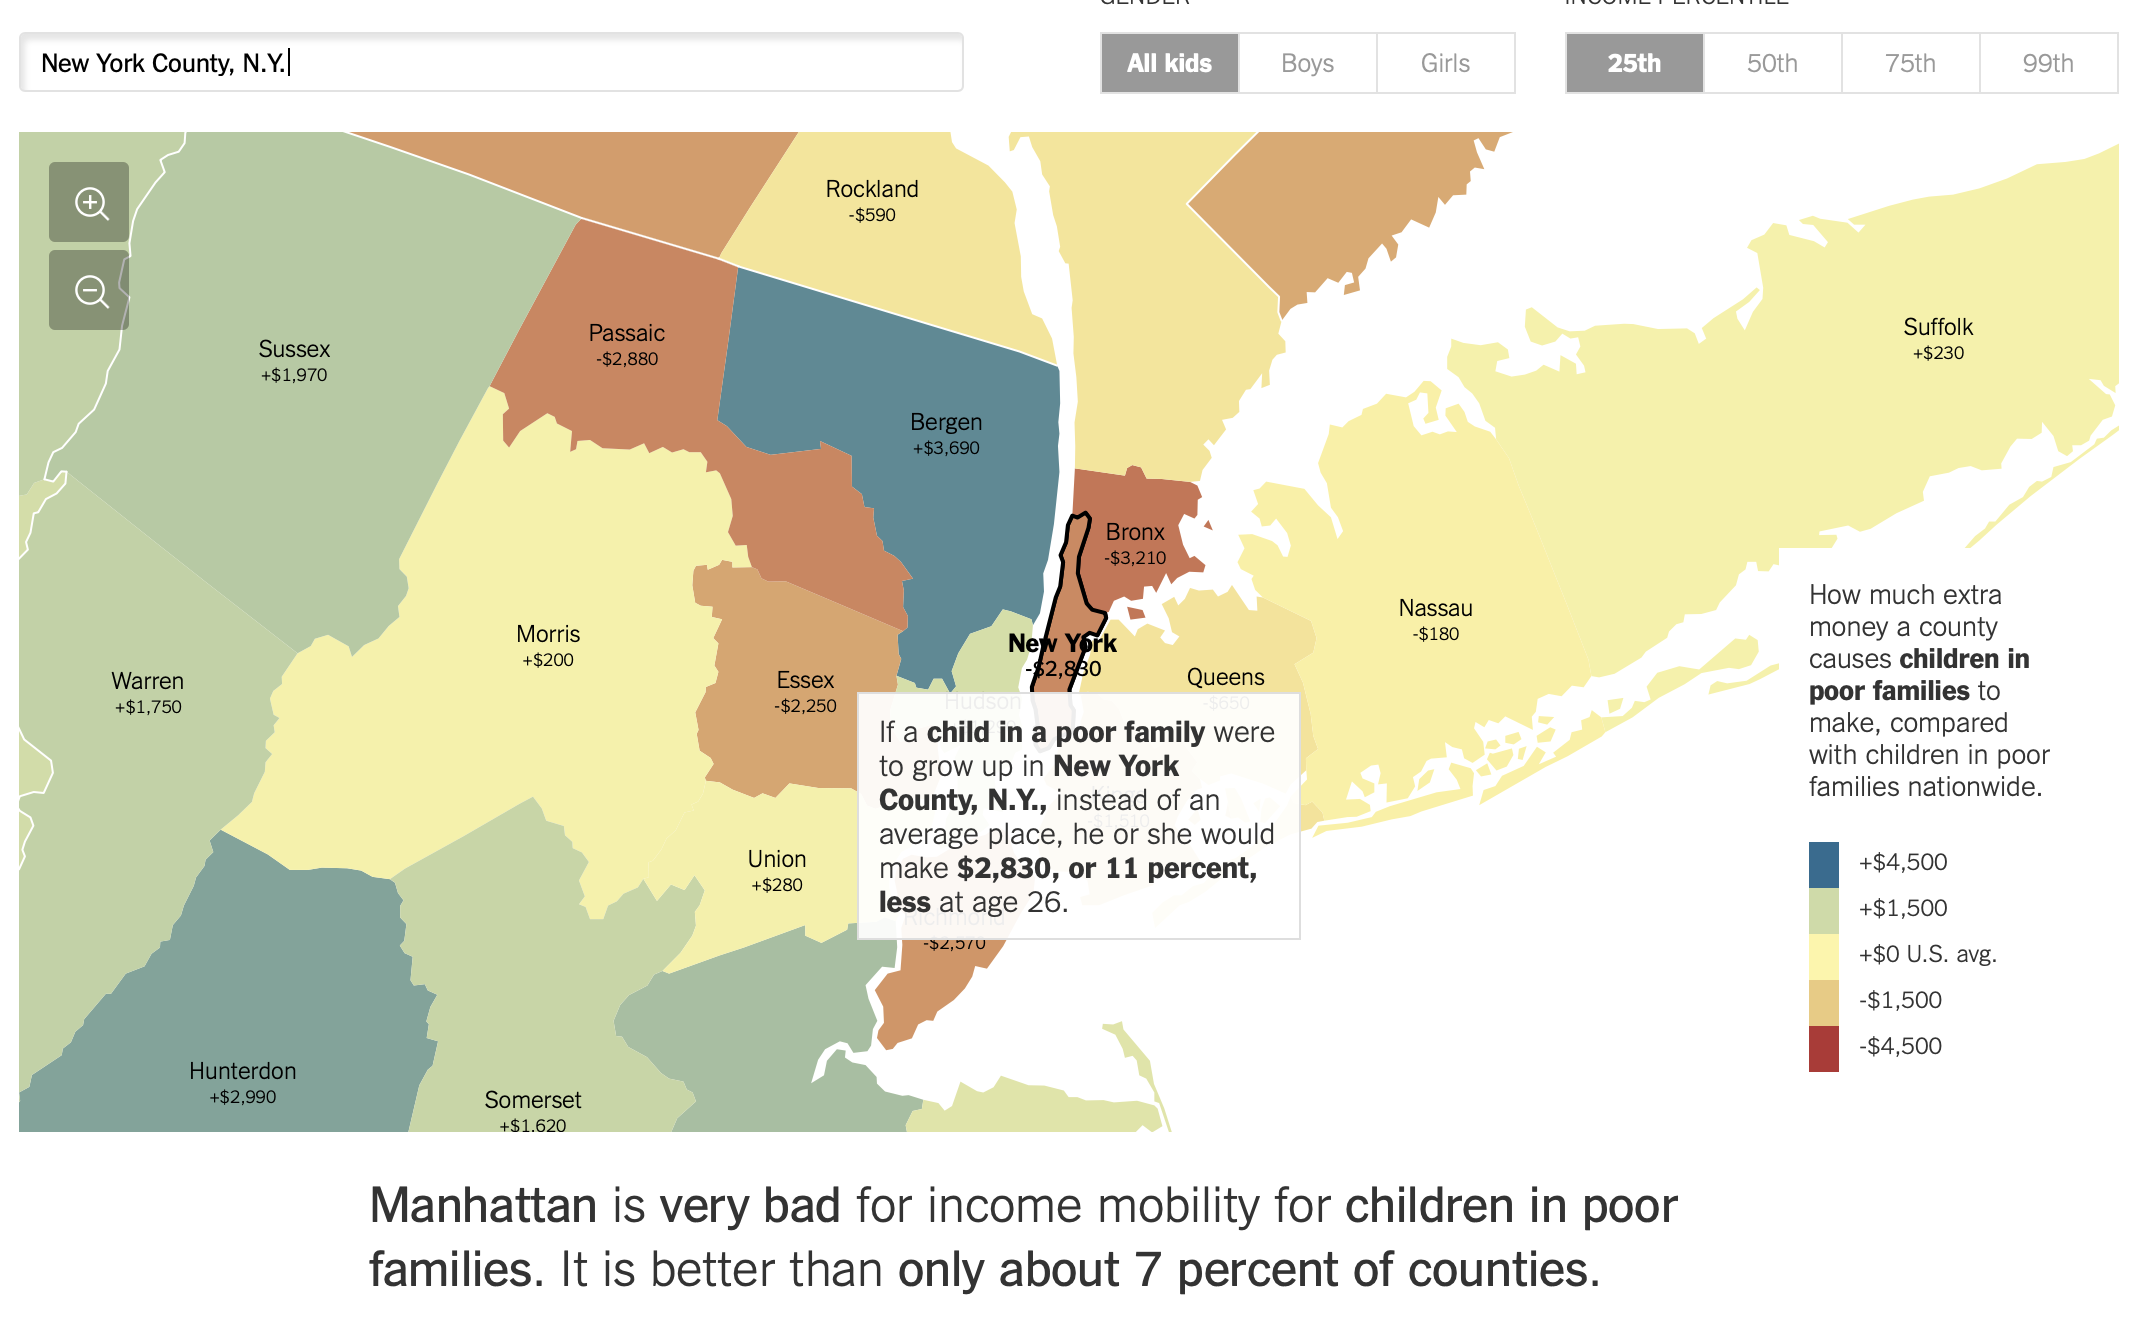 GENDER
INCOME PERCENTILE
New York County, N.Y.
All kids
Boys
Girls
25th
50th
75th
99th
Rockland
-$590
Suffolk
+$230
Passaic
-$2,880
Sussex
+$1,970
Bergen
+$3,690
Bronx
-$3,210
Nassau
-$180
Morris
+$200
New York
-$2,830
Warren
+$1,750
Essex
-$2,250
Queens
-$650
Hudson
If a child in a poor family were
to grow up in New York
County, N.Y., instead of an
average place, he or she would
make $2,830, or 11 percent,
less at age 26.
-$1,510
Union
+$280
Richmond
-$2,570
Hunterdon
+$2,990
Somerset
+$1,620
How much extra
money a county
causes children in
poor families to
make, compared
with children in poor
families nationwide.
+$4,500
+$1,500
+$0 U.S. avg.
-$1,500
-$4,500
Manhattan is very bad for income mobility for children in poor
families. It is better than only about 7 percent of counties.